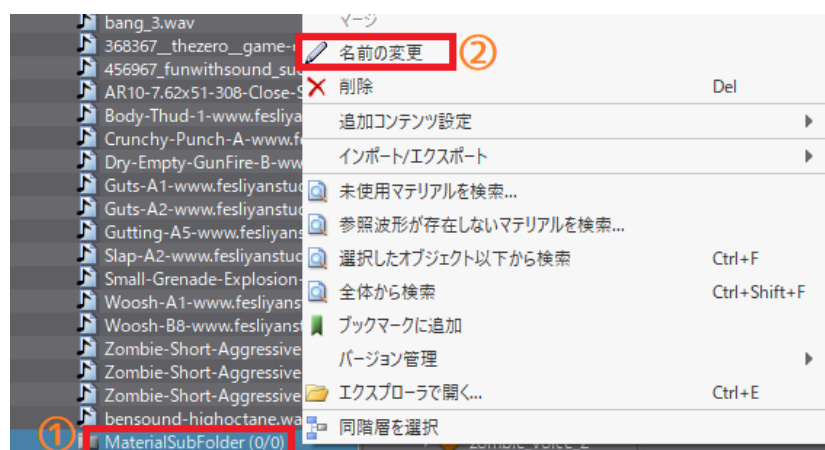 bang_3.wav
マージ
368367__thezero__game-
名前の変更
②
456967_funwithsound_su
AR10-7.62x51-308-Close-S
削除 Del
Body-Thud-1-www.fesliya
追加コンテンツ設定
Crunchy-Punch-A-www.f
Dry-Empty-GunFire-B-ww
インポート/エクスポート
Guts-A1-www.fesliyanstu
未使用マテリアルを検索...
Guts-A2-www.fesliyanstu
Gutting-A5-www.fesliyans
参照波形が存在しないマテリアルを検索...
Slap-A2-www.fesliyanstuc
選択したオブジェクト以下から検索 Ctrl+F
Small-Grenade-Explosion-
全体から検索 Ctrl+Shift+F
Woosh-A1-www.fesliyans
Woosh-B8-www.fesliyanst
ブックマークに追加
Zombie-Short-Aggressive
バージョン管理
Zombie-Short-Aggressive
Zombie-Short-Aggressive
エクスプローラで開く... Ctrl+E
bensound-highoctane.wa
同階層を選択
①
MaterialSubFolder (0/0)
zombie_voice_2